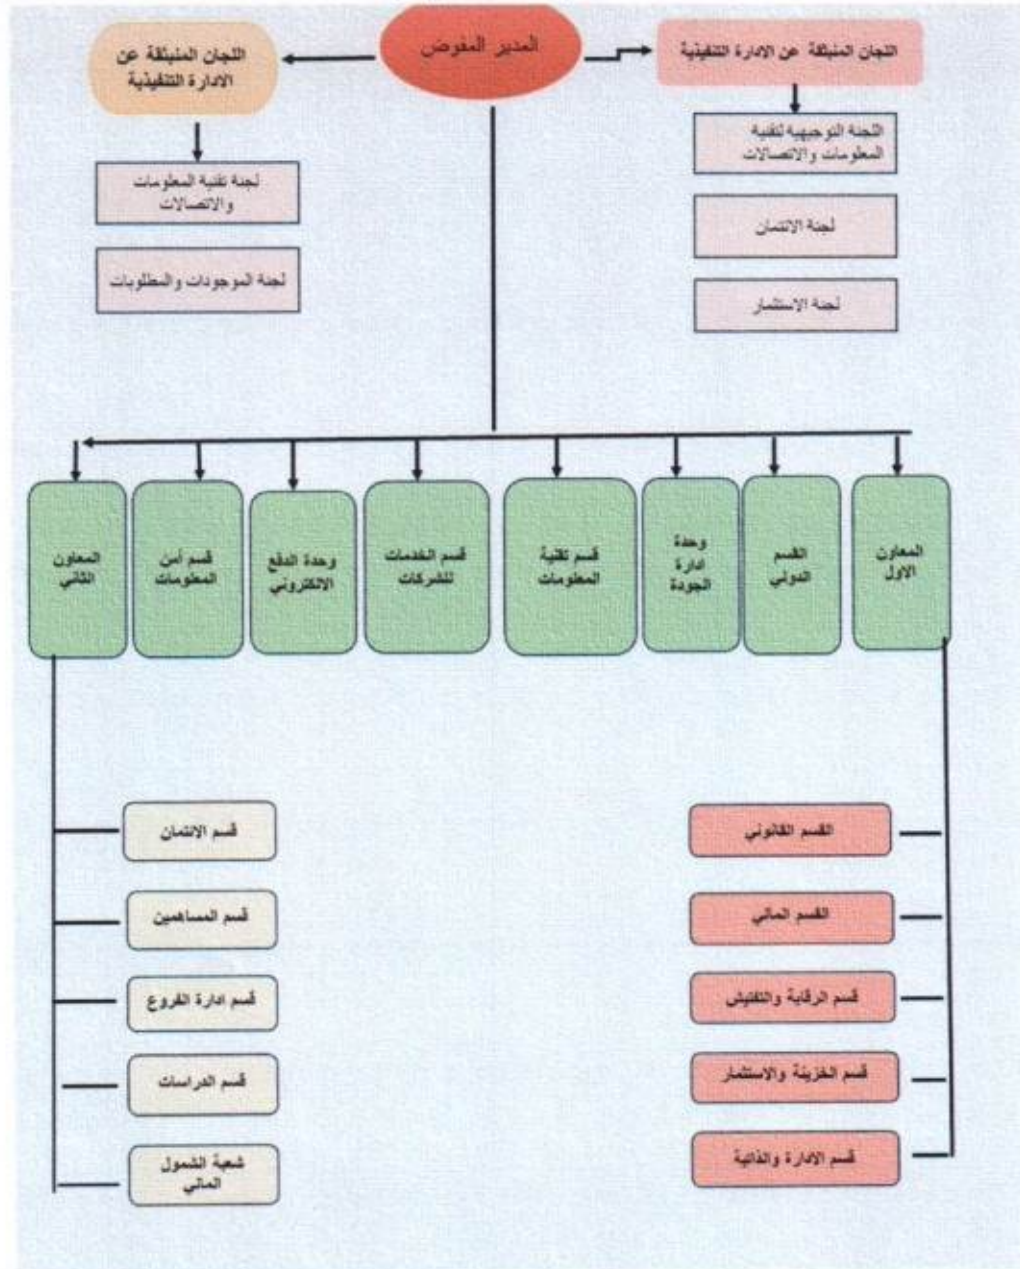 المدير المفوض
اللجان المنبثقة عن الادارة التنفيذية
اللجنة التوجيهية لتقنية
المعلومات والاتصالات
لجنة الائتمان
لجنة الاستثمار
اللجان المنبثقة عن
الادارة التنفيذية
لجنة تقنية المعلومات
والاتصالات
لجنة الموجودات والمطلوبات
المعاون
الاول
القسم
الدولي
وحدة
ادارة
الجودة
قسم تقنية
المعلومات
قسم الخدمات
للشركات
وحدة الدفع
الالكتروني
قسم أمن
المعلومات
المعاون
الثاني
القسم القانوني
القسم المالي
قسم الرقابة والتفتيش
قسم الخزينة والاستثمار
قسم الادارة والذاتية
قسم الائتمان
قسم المساهمين
قسم ادارة الفروع
قسم الدراسات
شعبة الشمول
المالي